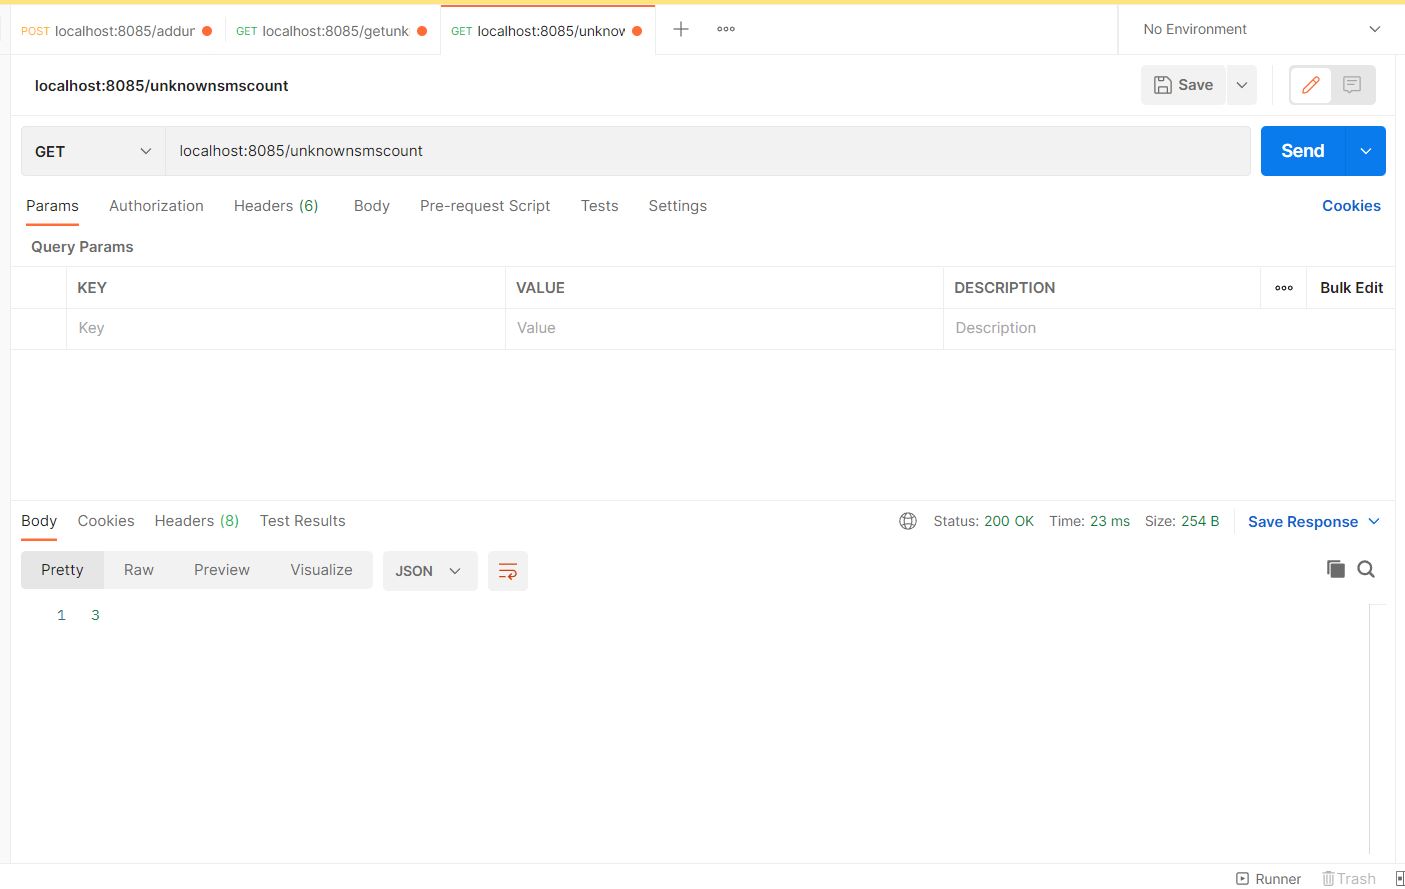 POST localhost:8085/addur GET localhost:8085/getunk GET localhost:8085/unknow No Environment
localhost:8085/unknownsmscount Save
GET localhost:8085/unknownsmscount Send
Params Authorization Headers (6) Body Pre-request Script Tests Settings Cookies
Query Params
KEY VALUE DESCRIPTION Bulk Edit
Key Value Description
Body Cookies Headers (8) Test Results Status: 200 OK Time: 23 ms Size: 254 B Save Response
Pretty Raw Preview Visualize JSON
1 3
Runner Trash